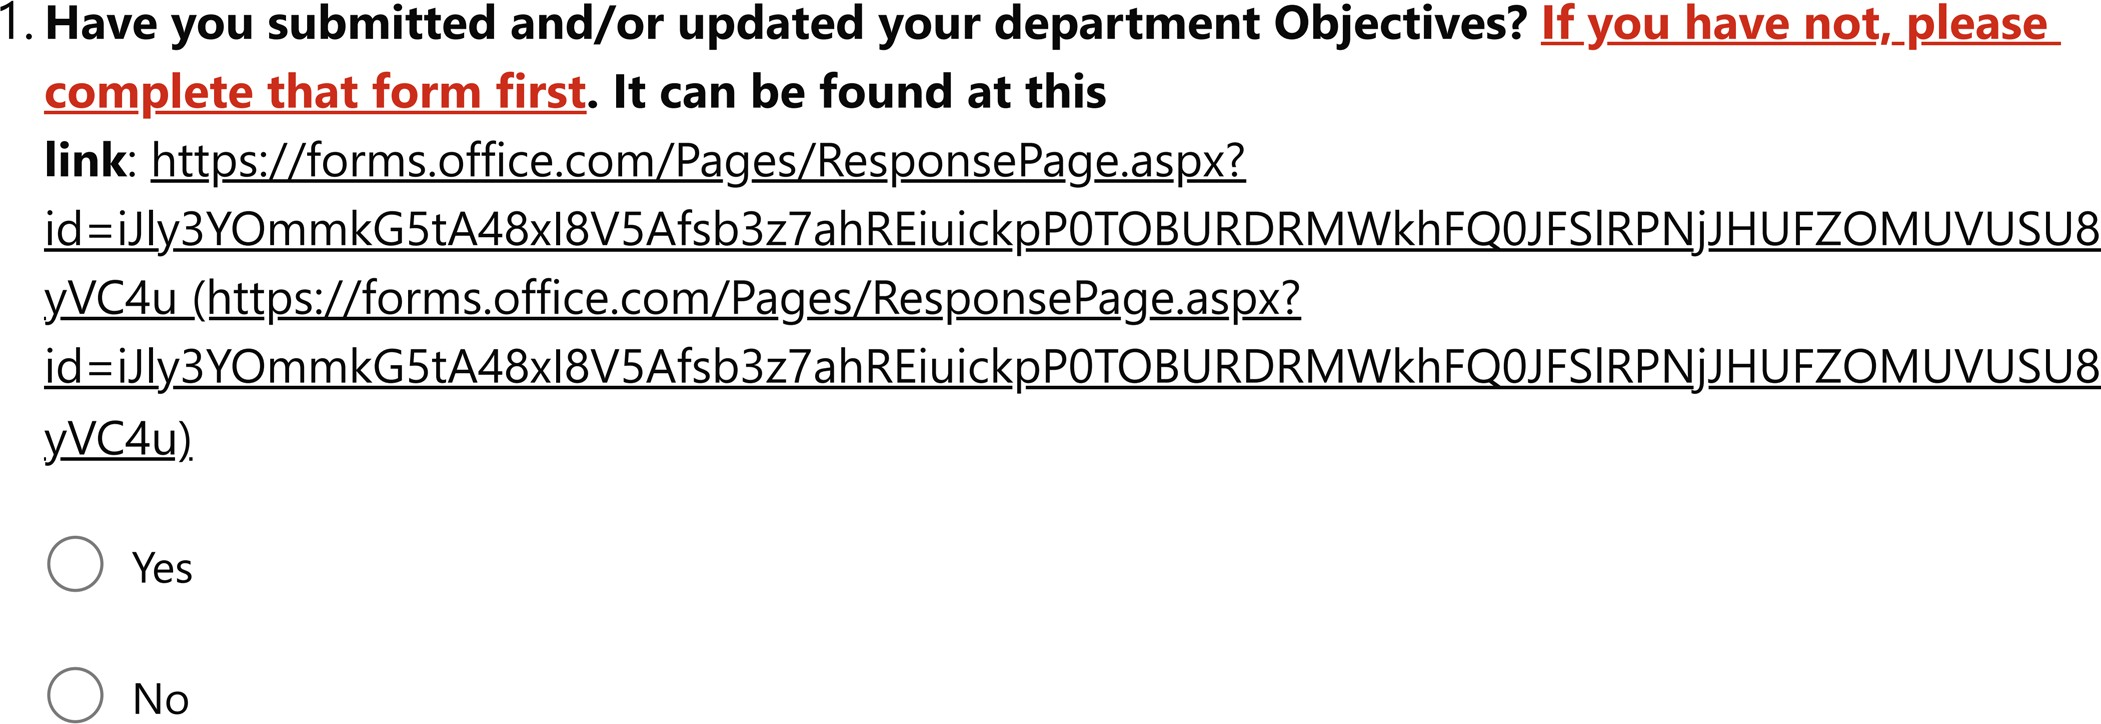 1. Have you submitted and/or updated your department Objectives? If you have not, please
complete that form first. It can be found at this
link: https://forms.office.com/Pages/ResponsePage.aspx?
id=iJly3YOmmkG5tA48xI8V5Afsb3z7ahREiuickpP0TOBURDRMWkhFQ0JFSlRPNjJHUFZOMUVUSU8
yVC4u (https://forms.office.com/Pages/ResponsePage.aspx?
id=iJly3YOmmkG5tA48xI8V5Afsb3z7ahREiuickpP0TOBURDRMWkhFQ0JFSlRPNjJHUFZOMUVUSU8
yVC4u)
Yes
No